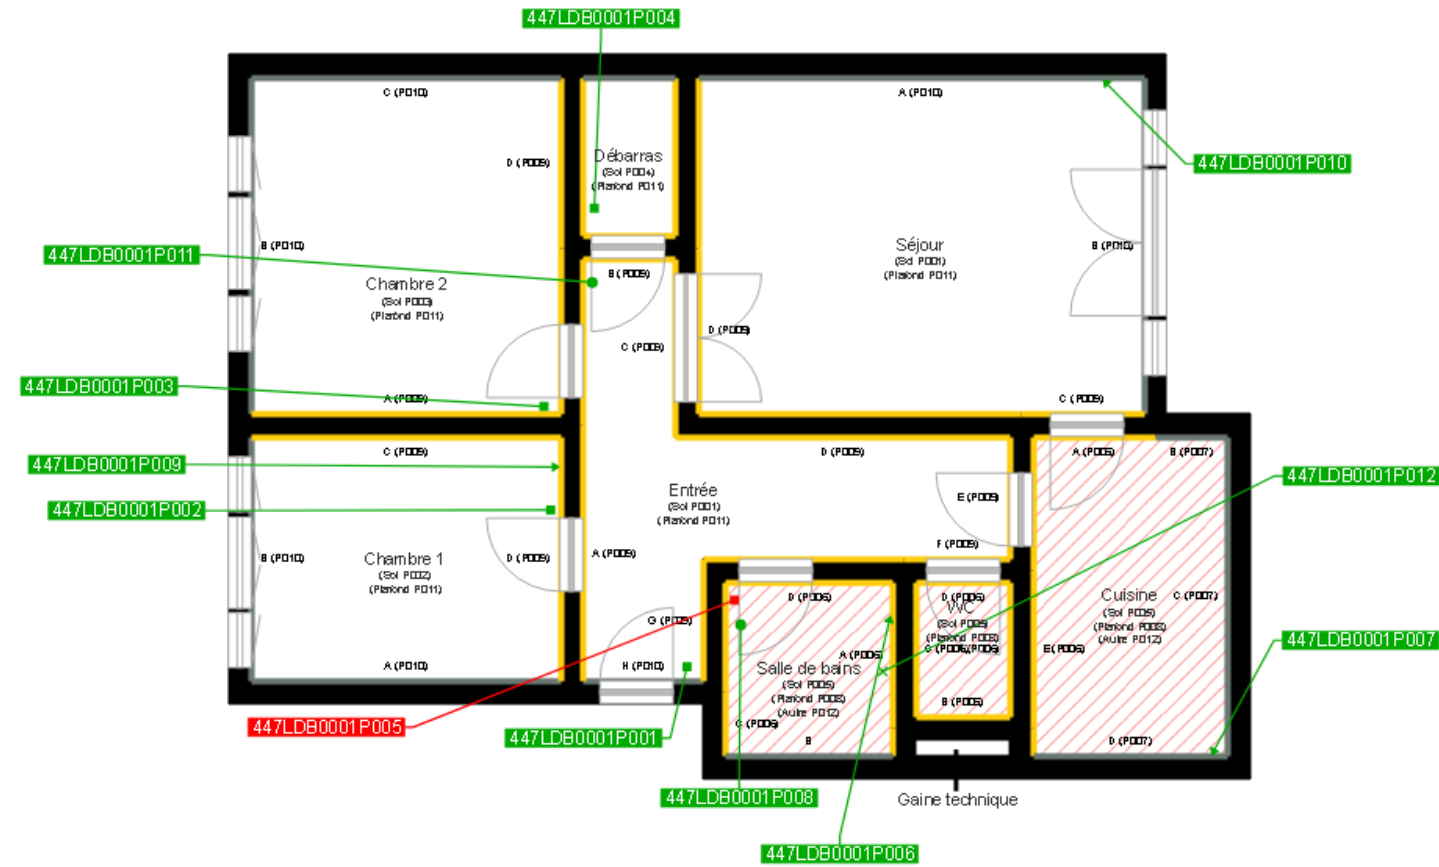 447LDB0001P004
C (P010)
A (P010)
D (P009)
Débarras
(Sol P004)
(Plafond P011)
447LDB0001P010
B (P010)
447LDB0001P011
Chambre 2
(Sol P003)
(Plafond P011)
B (P009)
Séjour
(Sol P001)
(Plafond P011)
B (P010)
D (P009)
C (P009)
447LDB0001P003
A (P009)
C (P009)
447LDB0001P009
C (P009)
D (P009)
A (P006)
B (P007)
447LDB0001P012
447LDB0001P002
Entrée
(Sol P001)
(Plafond P011)
E (P009)
F (P009)
B (P010)
Chambre 1
(Sol P002)
(Plafond P011)
D (P009)
A (P009)
D (P006)
D (P006)
WC
(Sol P005)
(Plafond P008)
Cuisine
(Sol P005)
(Plafond P008)
(Autre P012)
C (P007)
G (P009)
E (P006)
447LDB0001P007
A (P010)
H (P010)
A (P006)
Salle de bains
(Sol P005)
(Plafond P008)
(Autre P012)
B (P006)
C (P006)
B
D (P007)
447LDB0001P005
447LDB0001P001
447LDB0001P008
Gaine technique
447LDB0001P006